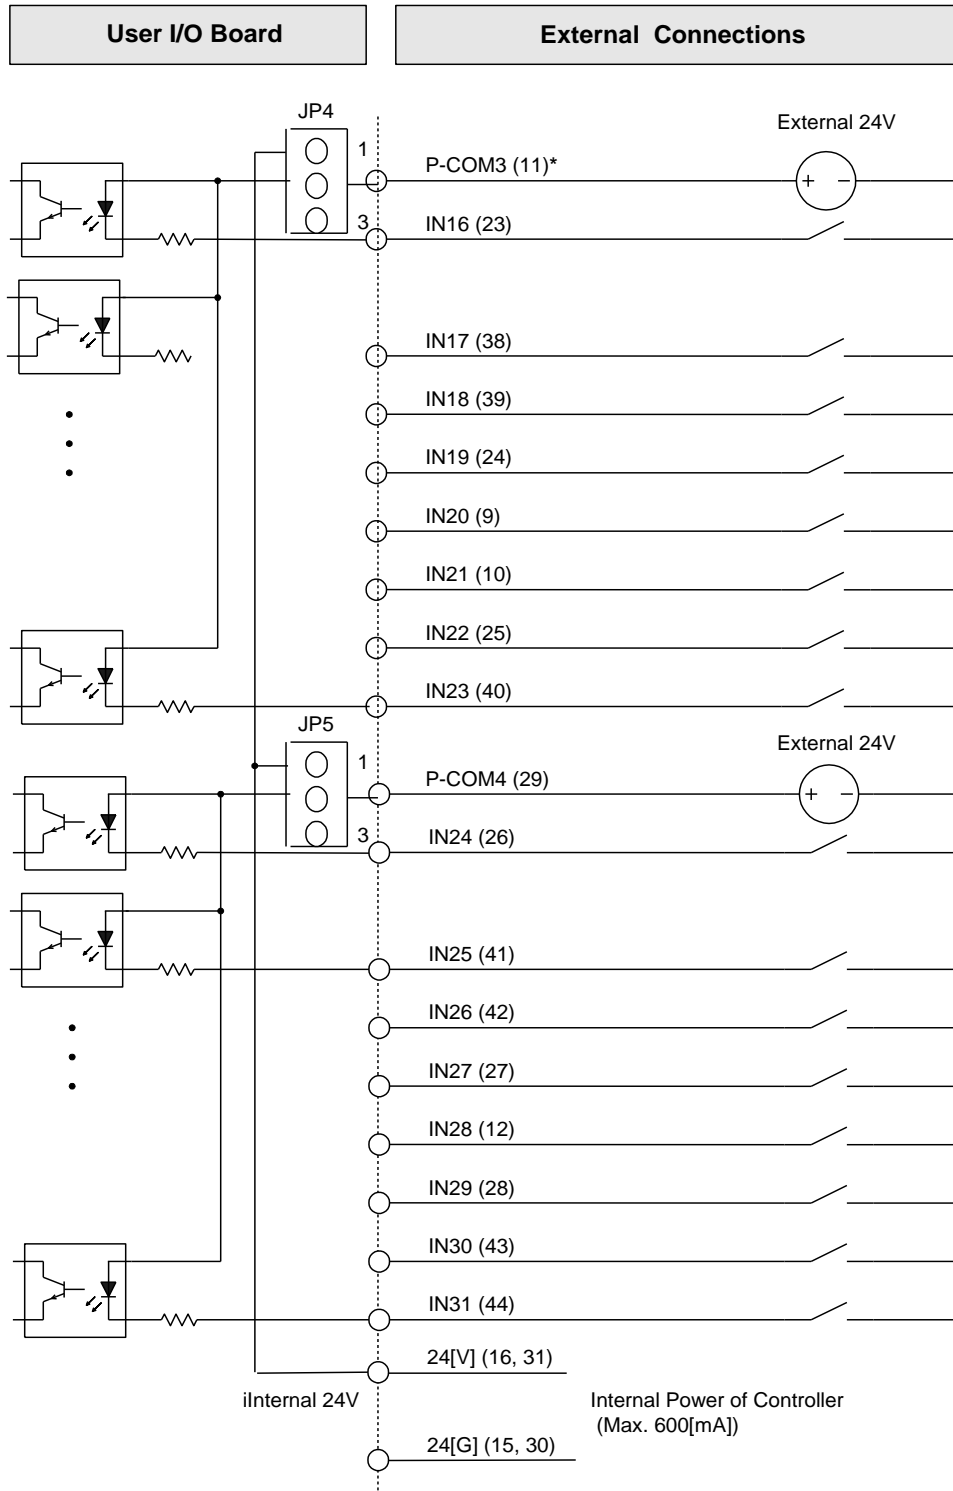 User I/O Board
External Connections
JP4
External 24V
1
P-COM3 (11)*
+ -
3
IN16 (23)
IN17 (38)
IN18 (39)
IN19 (24)
IN20 (9)
IN21 (10)
IN22 (25)
IN23 (40)
JP5
External 24V
1
P-COM4 (29)
+ -
3
IN24 (26)
IN25 (41)
IN26 (42)
IN27 (27)
IN28 (12)
IN29 (28)
IN30 (43)
IN31 (44)
24[V] (16, 31)
iInternal 24V
Internal Power of Controller
(Max. 600[mA])
24[G] (15, 30)